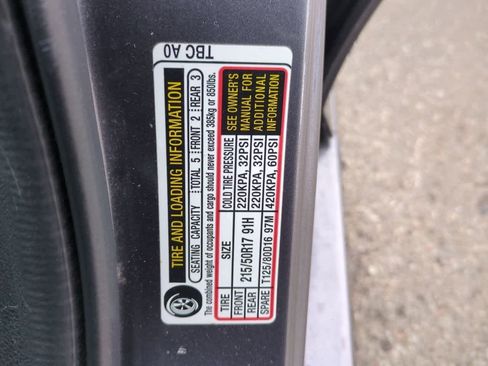 TBC A0
TIRE AND LOADING INFORMATION
SEATING CAPACITY TOTAL 5 FRONT 2 REAR 3
The combined weight of occupants and cargo should never exceed 385kg or 850lbs.
TIRE SIZE COLD TIRE PRESSURE
FRONT 215/50R17 91H 220KPA, 32PSI
REAR 220KPA, 32PSI
SPARE T125/80D16 97M 420KPA, 60PSI
SEE OWNER'S
MANUAL FOR
ADDITIONAL
INFORMATION